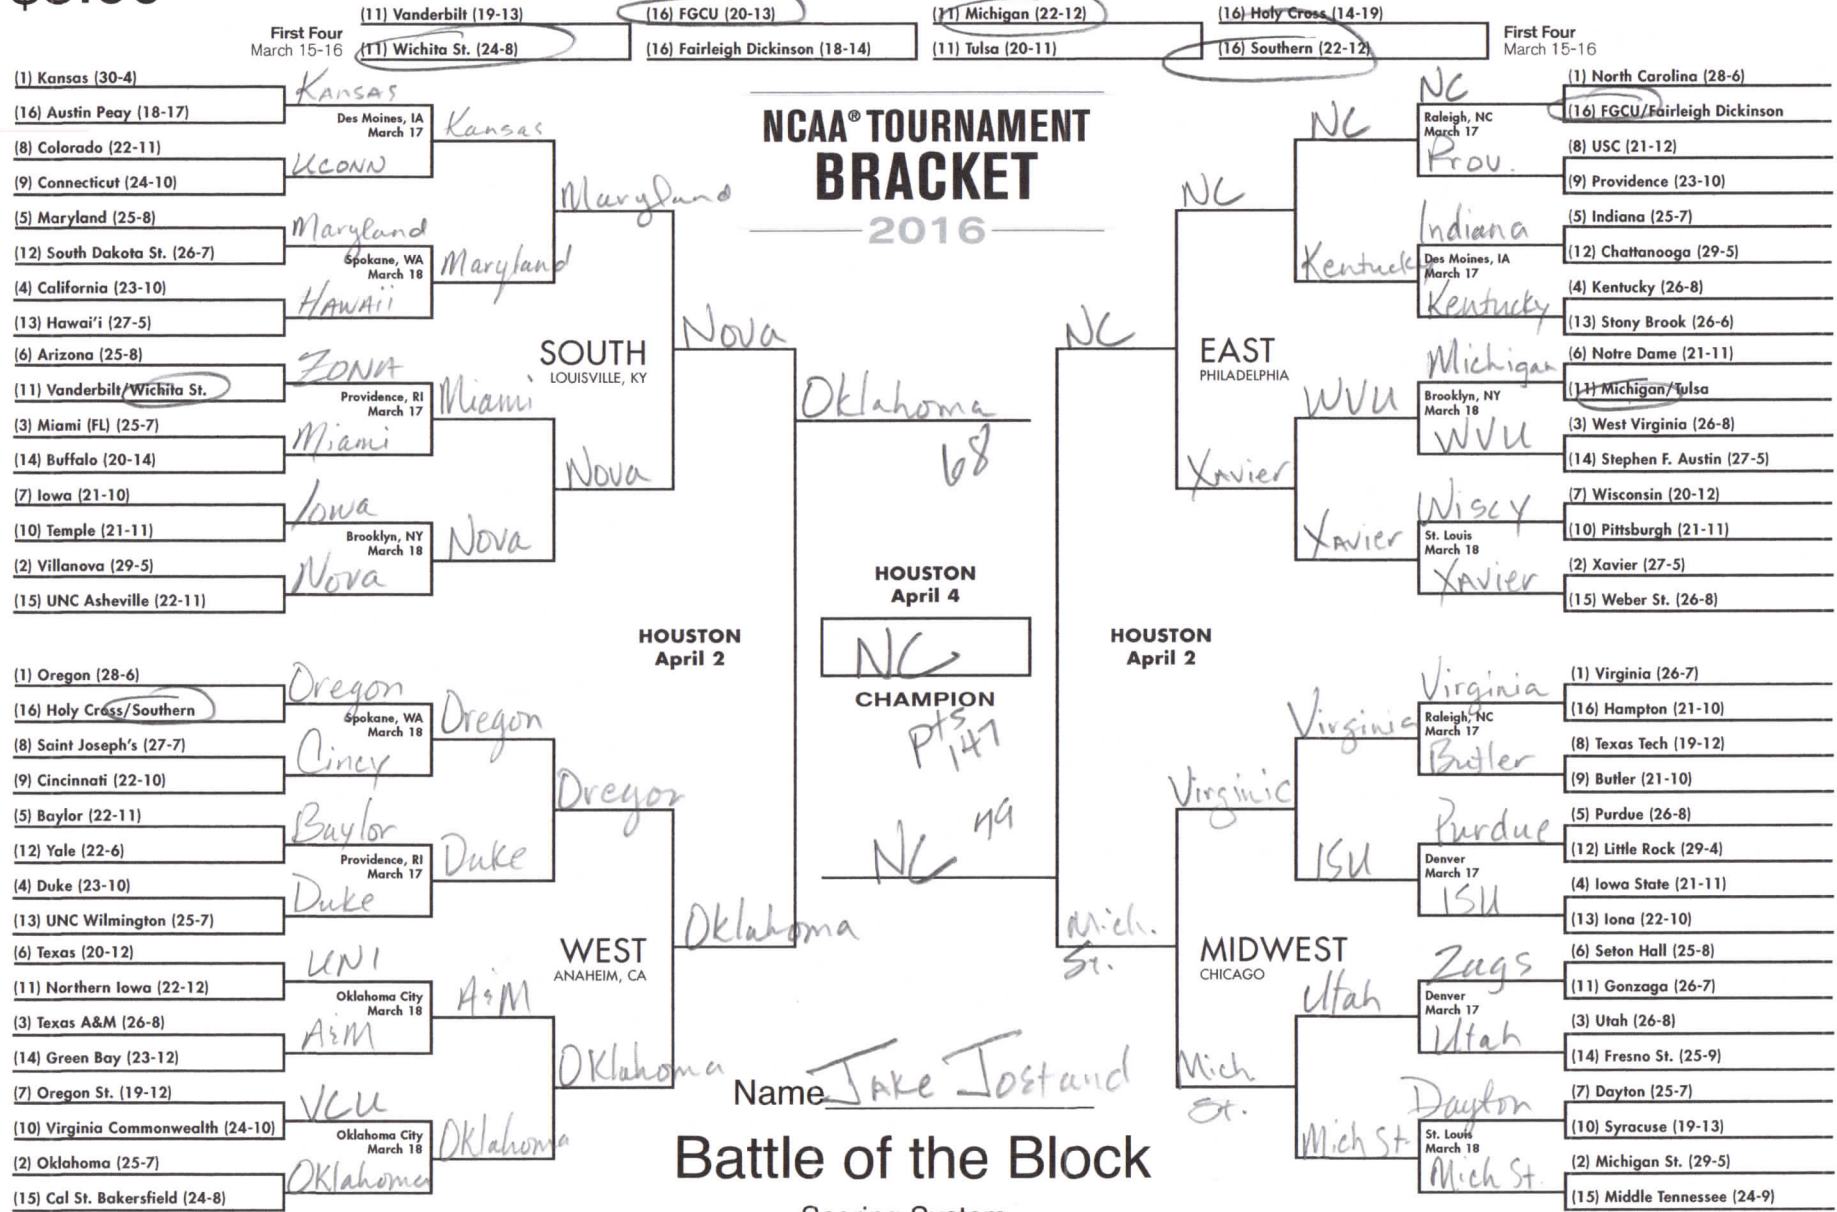 (11) Vanderbilt (19-13)
(16) FGCU (20-13)
(11) Michigan (22-12)
(16) Holy Cross (14-19)
First Four
March 15-16
(11) Wichita St. (24-8)
(16) Fairleigh Dickinson (18-14)
(11) Tulsa (20-11)
(16) Southern (22-12)
First Four
March 15-16
NCAA® TOURNAMENT
BRACKET
2016
(1) Kansas (30-4)
(16) Austin Peay (18-17)
(8) Colorado (22-11)
(9) Connecticut (24-10)
(5) Maryland (25-8)
(12) South Dakota St. (26-7)
(4) California (23-10)
(13) Hawai'i (27-5)
(6) Arizona (25-8)
(11) Vanderbilt/Wichita St.
(3) Miami (FL) (25-7)
(14) Buffalo (20-14)
(7) Iowa (21-10)
(10) Temple (21-11)
(2) Villanova (29-5)
(15) UNC Asheville (22-11)
Kansas
Des Moines, IA
March 17
UCONN
Maryland
Spokane, WA
March 18
HAWAii
ZONA
Providence, RI
March 17
Miami
Iowa
Brooklyn, NY
March 18
Nova
Kansas
Maryland
Miami
Nova
Maryland
Nova
SOUTH
LOUISVILLE, KY
Nova
(1) Oregon (28-6)
(16) Holy Cross/Southern
(8) Saint Joseph's (27-7)
(9) Cincinnati (22-10)
(5) Baylor (22-11)
(12) Yale (22-6)
(4) Duke (23-10)
(13) UNC Wilmington (25-7)
(6) Texas (20-12)
(11) Northern Iowa (22-12)
(3) Texas A&M (26-8)
(14) Green Bay (23-12)
(7) Oregon St. (19-12)
(10) Virginia Commonwealth (24-10)
(2) Oklahoma (25-7)
(15) Cal St. Bakersfield (24-8)
Oregon
Spokane, WA
March 18
Cincy
Baylor
Providence, RI
March 17
Duke
UNI
Oklahoma City
March 18
A&M
VCU
Oklahoma City
March 18
Oklahoma
Oregon
Duke
A&M
Oklahoma
Oregon
Oklahoma
WEST
ANAHEIM, CA
Oklahoma
HOUSTON
April 2
Oklahoma
68
HOUSTON
April 4
NC
CHAMPION
Pts
147
79
NC
HOUSTON
April 2
NC
Mich.
St.
EAST
PHILADELPHIA
NC
Xavier
NC
Kentucky
WVU
Xavier
NC
Raleigh, NC
March 17
Prov.
Indiana
Des Moines, IA
March 17
Kentucky
Michigan
Brooklyn, NY
March 18
WVU
Wiscy
St. Louis
March 18
Xavier
(1) North Carolina (28-6)
(16) FGCU/Fairleigh Dickinson
(8) USC (21-12)
(9) Providence (23-10)
(5) Indiana (25-7)
(12) Chattanooga (29-5)
(4) Kentucky (26-8)
(13) Stony Brook (26-6)
(6) Notre Dame (21-11)
(11) Michigan/Tulsa
(3) West Virginia (26-8)
(14) Stephen F. Austin (27-5)
(7) Wisconsin (20-12)
(10) Pittsburgh (21-11)
(2) Xavier (27-5)
(15) Weber St. (26-8)
MIDWEST
CHICAGO
Virginia
Mich
St.
Virginia
ISU
Utah
Mich St.
Virginia
Raleigh, NC
March 17
Butler
Purdue
Denver
March 17
ISU
Zags
Denver
March 17
Utah
Dayton
St. Louis
March 18
Mich St.
(1) Virginia (26-7)
(16) Hampton (21-10)
(8) Texas Tech (19-12)
(9) Butler (21-10)
(5) Purdue (26-8)
(12) Little Rock (29-4)
(4) Iowa State (21-11)
(13) Iona (22-10)
(6) Seton Hall (25-8)
(11) Gonzaga (26-7)
(3) Utah (26-8)
(14) Fresno St. (25-9)
(7) Dayton (25-7)
(10) Syracuse (19-13)
(2) Michigan St. (29-5)
(15) Middle Tennessee (24-9)
Name Jake Jostand
Battle of the Block